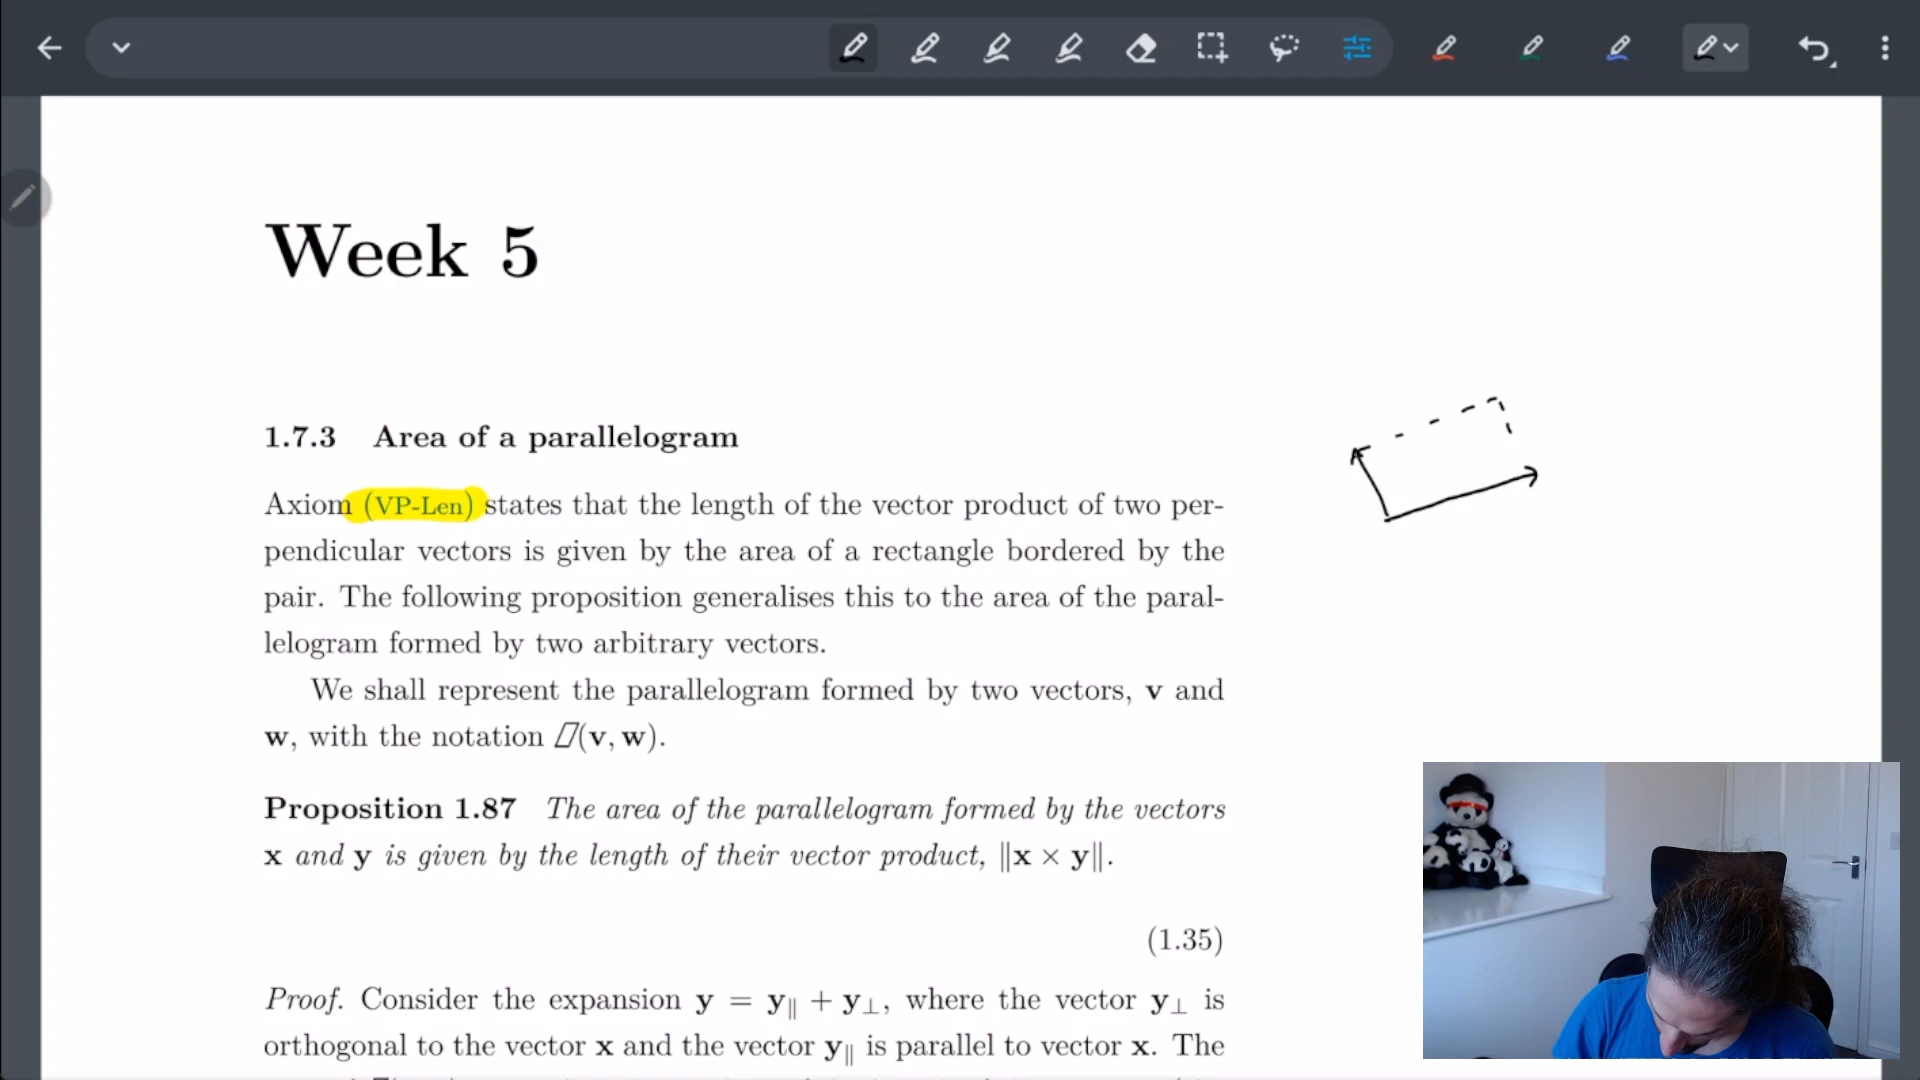 Week 5
1.7.3 Area of a parallelogram
Axiom (VP-Len) states that the length of the vector product of two per-
pendicular vectors is given by the area of a rectangle bordered by the
pair. The following proposition generalises this to the area of the paral-
lelogram formed by two arbitrary vectors.
We shall represent the parallelogram formed by two vectors, v and
w, with the notation ▱(v, w).
Proposition 1.87 The area of the parallelogram formed by the vectors
x and y is given by the length of their vector product, ∥x × y∥.
(1.35)
Proof. Consider the expansion y = y∥ + y⊥, where the vector y⊥ is
orthogonal to the vector x and the vector y∥ is parallel to vector x. The